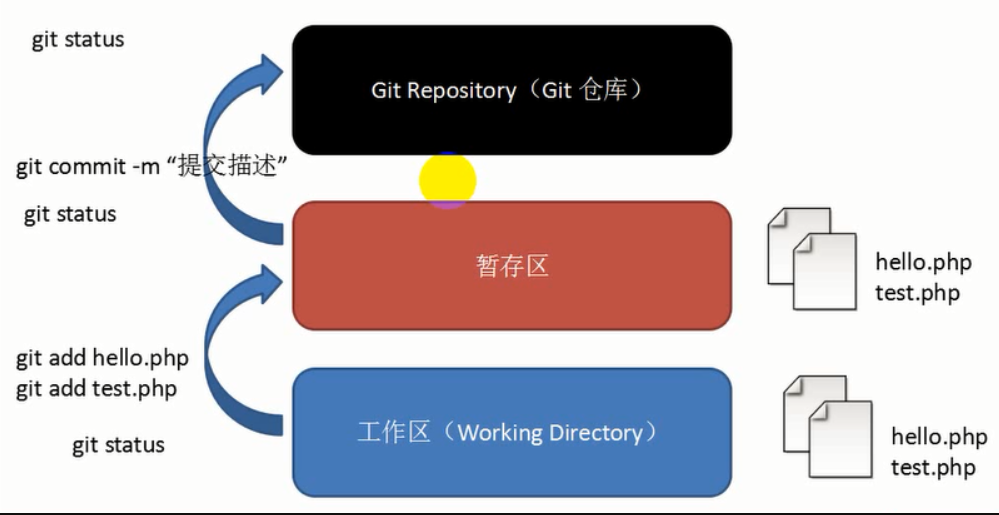 git status
Git Repository（Git 仓库）
git commit -m “提交描述”
git status
暂存区
hello.php
test.php
git add hello.php
git add test.php
git status
工作区（Working Directory）
hello.php
test.php